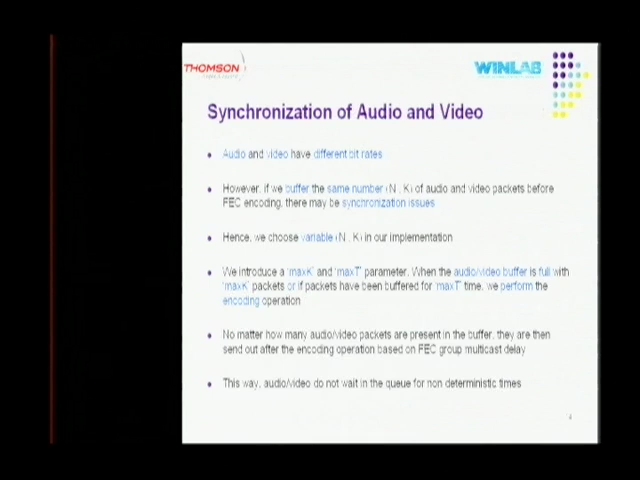 THOMSON
WINLAB
Synchronization of Audio and Video
• Audio and video have different bit rates
• However, if we buffer the same number (N , K) of audio and video packets before
FEC encoding, there may be synchronization issues
• Hence, we choose variable (N , K) in our implementation
• We introduce a 'maxK' and 'maxT' parameter. When the audio/video buffer is full with
'maxK' packets or if packets have been buffered for 'maxT' time, we perform the
encoding operation
• No matter how many audio/video packets are present in the buffer, they are then
send out after the encoding operation based on FEC group multicast delay
• This way, audio/video do not wait in the queue for non deterministic times